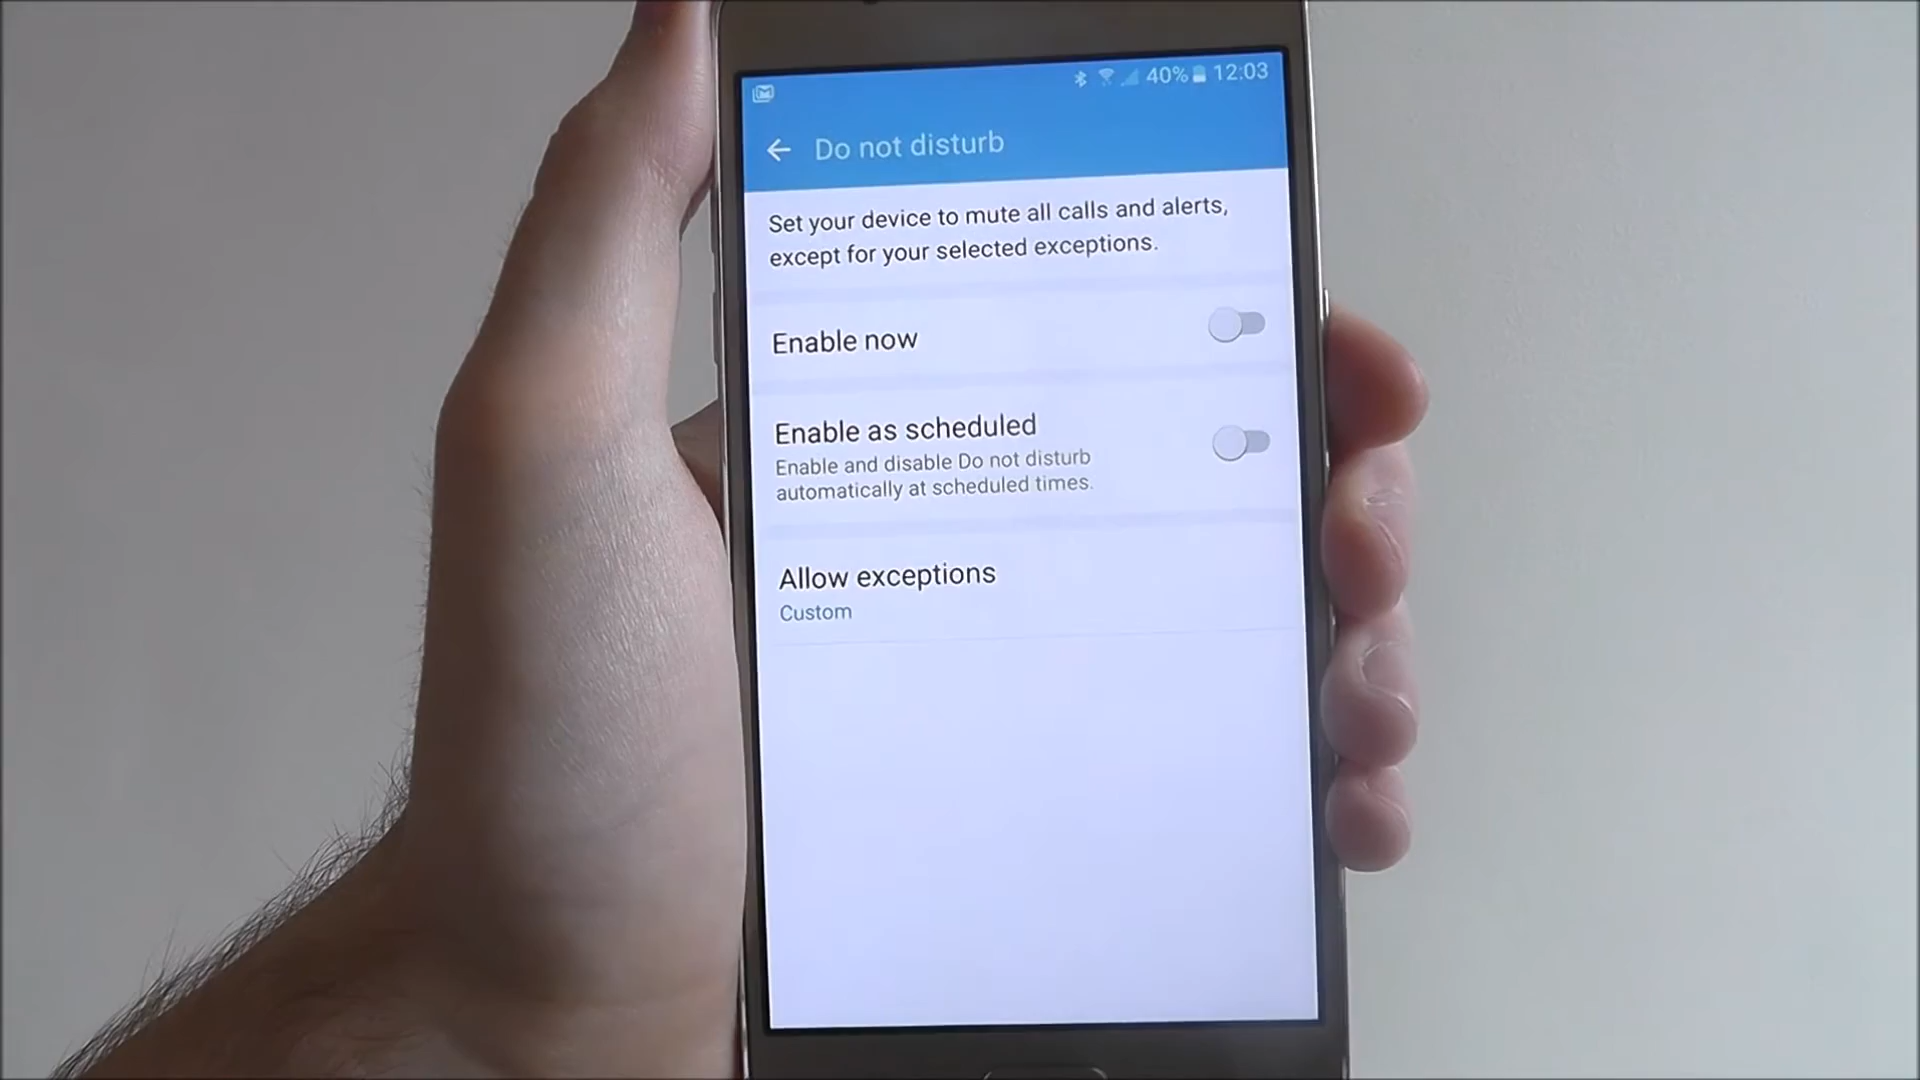 40% 12:03
Do not disturb
Set your device to mute all calls and alerts,
except for your selected exceptions.
Enable now
Enable as scheduled
Enable and disable Do not disturb
automatically at scheduled times.
Allow exceptions
Custom